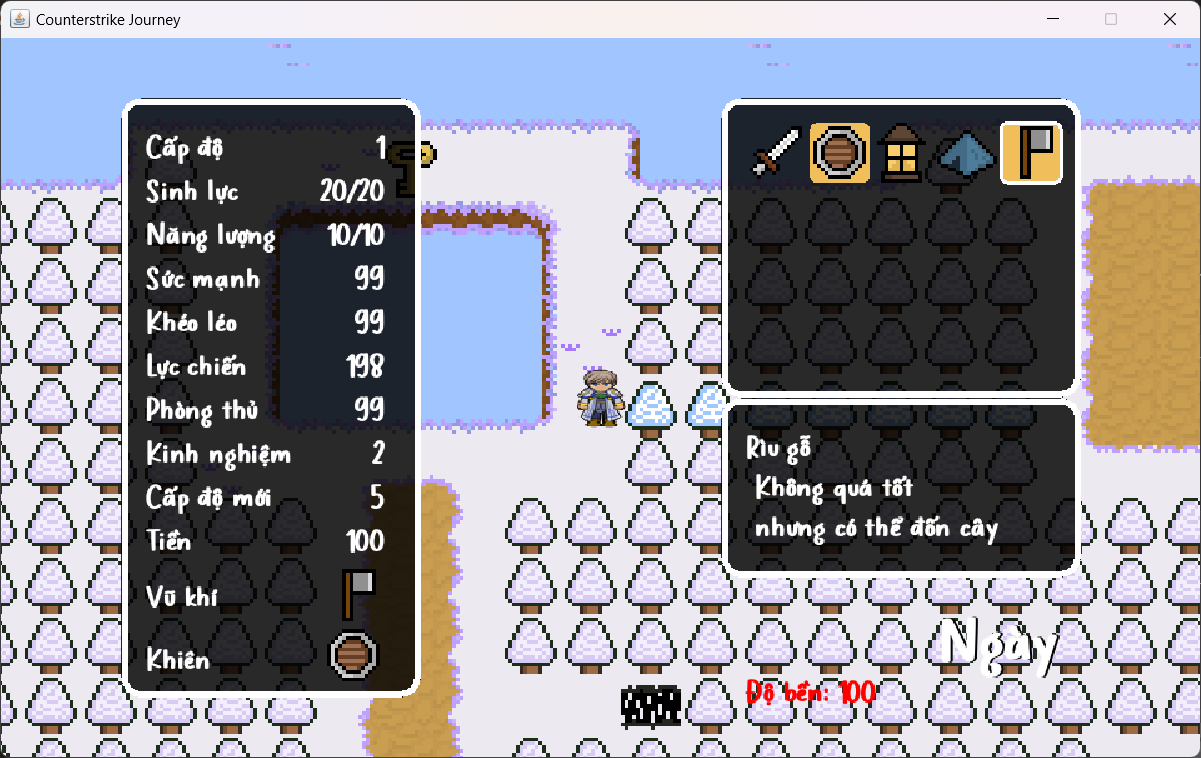 Counterstrike Journey
Cấp độ 1
Sinh lực 20/20
Năng lượng 10/10
Sức mạnh 99
Khéo léo 99
Lực chiến 198
Phòng thủ 99
Kinh nghiệm 2
Cấp độ mới 5
Tiền 100
Vũ khí
Khiên
Rìu gỗ
Không quá tốt
nhưng có thể đốn cây
Ngày
Độ bền: 100